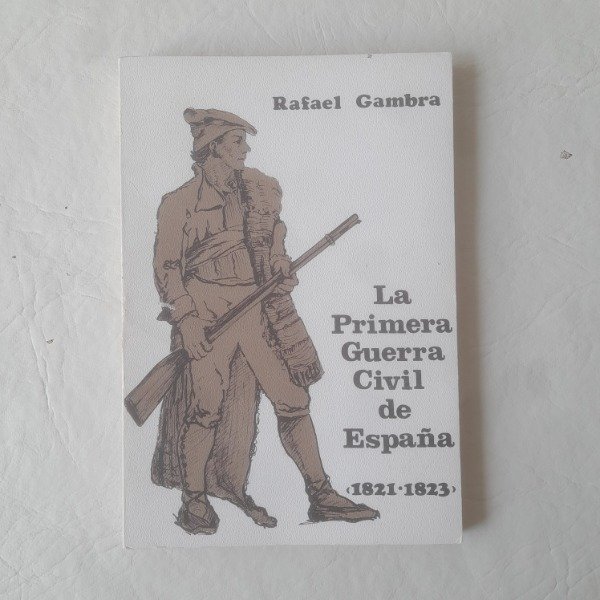 Rafael Gambra
La
Primera
Guerra
Civil
de
España
‹1821·1823›